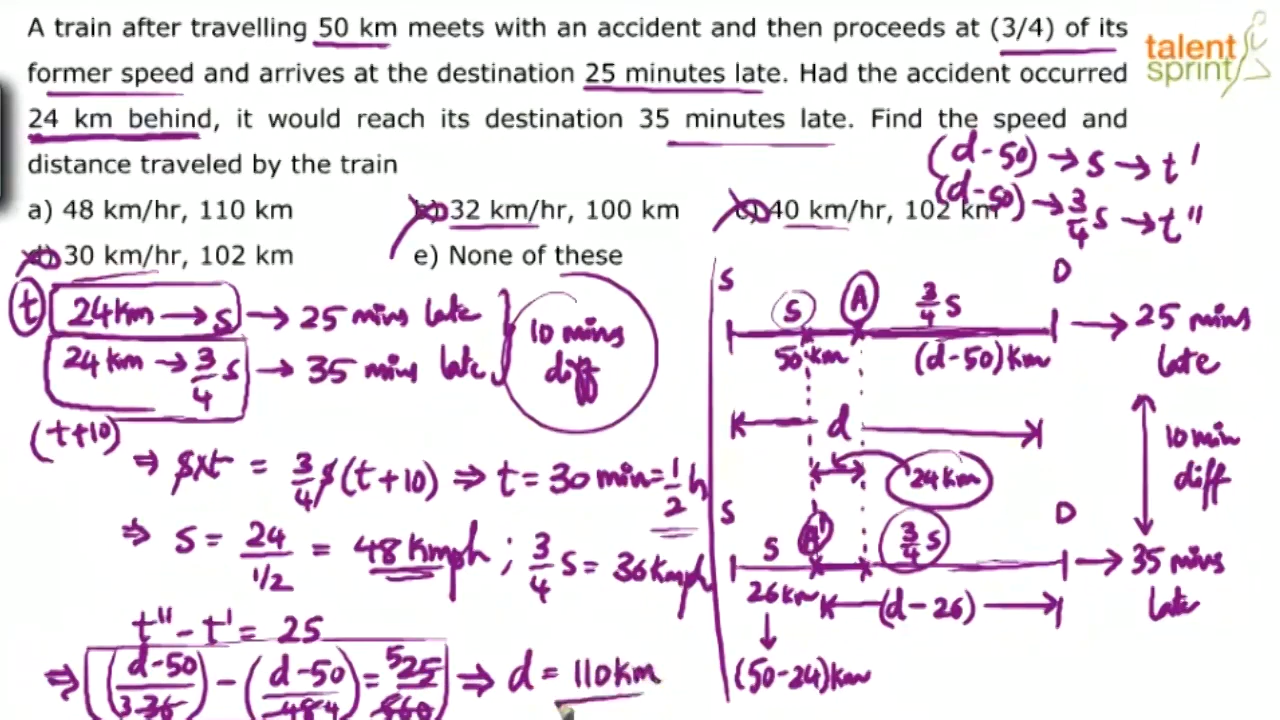 A train after travelling 50 km meets with an accident and then proceeds at (3/4) of its
former speed and arrives at the destination 25 minutes late. Had the accident occurred
24 km behind, it would reach its destination 35 minutes late. Find the speed and
distance traveled by the train
talent
sprint
(d-50) → s → t'
(d-50) → 3/4 s → t"
a) 48 km/hr, 110 km
b) 32 km/hr, 100 km
c) 40 km/hr, 102 km
d) 30 km/hr, 102 km
e) None of these
t 24 km → s → 25 mins late
24 km → 3/4 s → 35 mins late
(t+10)
10 mins
diff
⇒ s×t = 3/4 s (t+10) ⇒ t = 30 min = 1/2 h
⇒ s = 24 / 1/2 = 48 kmph ; 3/4 s = 36 kmph
t" - t' = 25
⇒ (d-50 / 36 3) - (d-50 / 48 4) = 25 5 / 60 ⇒ d = 110 km
S D
S A 3/4 s → 25 mins
late
50 km (d-50) km
d
24 km
10 min
diff
S D
s A' 3/4 s → 35 mins
late
26 km (d-26)
(50-24) km